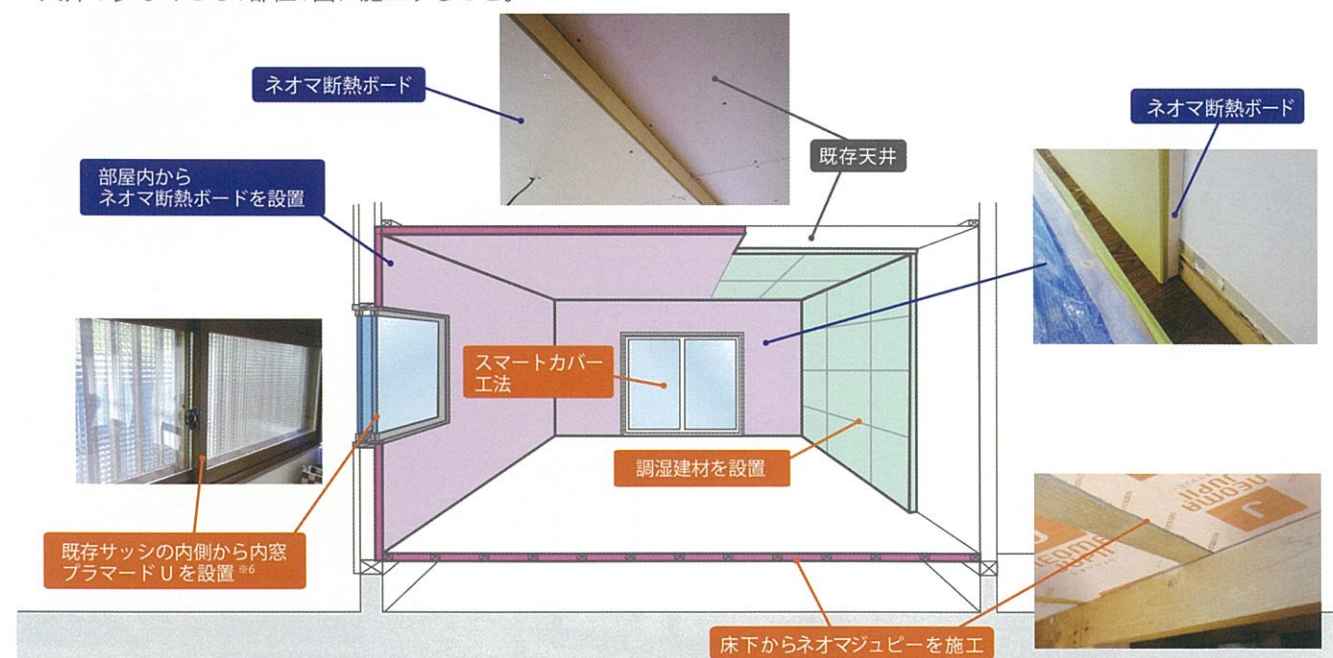 ネオマ断熱ボード
既存天井
ネオマ断熱ボード
部屋内から
ネオマ断熱ボードを設置
スマートカバー
工法
調湿建材を設置
既存サッシの内側から内窓
プラマードUを設置※6
床下からネオマジュピーを施工
NEOMA
JUPII
J